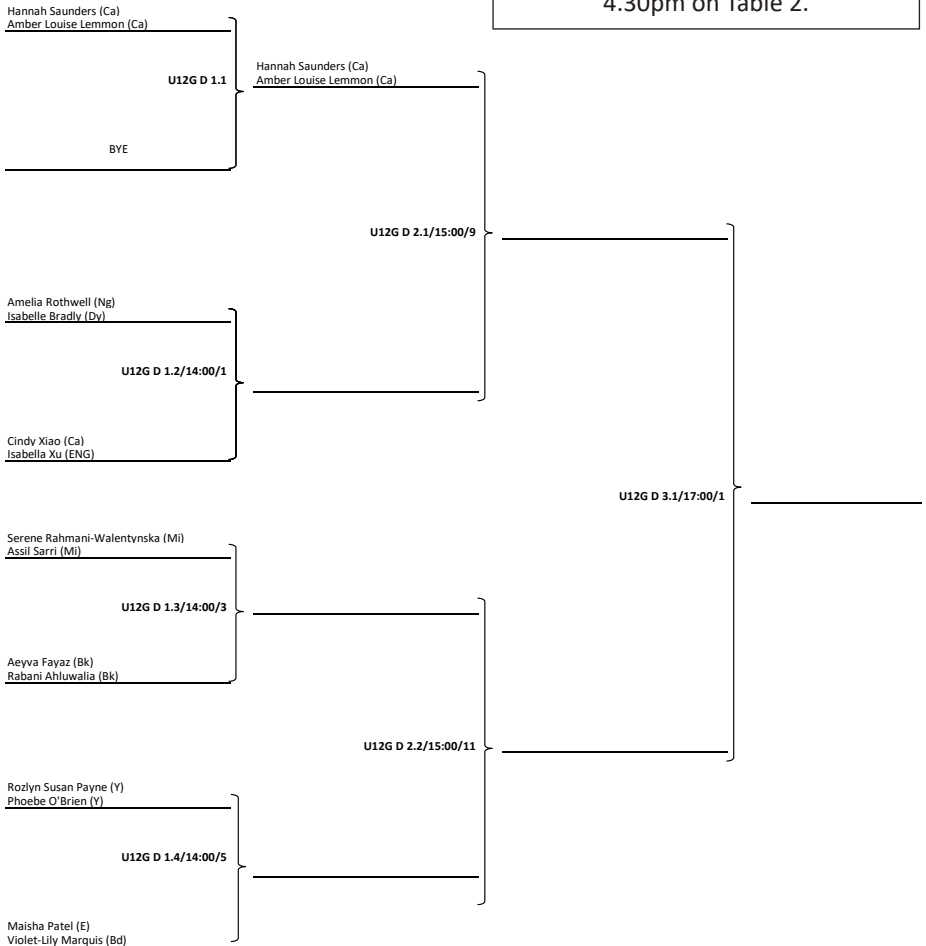 4.30pm on Table 2.
Hannah Saunders (Ca)
Amber Louise Lemmon (Ca)
U12G D 1.1
Hannah Saunders (Ca)
Amber Louise Lemmon (Ca)
BYE
U12G D 2.1/15:00/9
Amelia Rothwell (Ng)
Isabelle Bradly (Dy)
U12G D 1.2/14:00/1
Cindy Xiao (Ca)
Isabella Xu (ENG)
U12G D 3.1/17:00/1
Serene Rahmani-Walentynska (Mi)
Assil Sarri (Mi)
U12G D 1.3/14:00/3
Aeyva Fayaz (Bk)
Rabani Ahluwalia (Bk)
U12G D 2.2/15:00/11
Rozlyn Susan Payne (Y)
Phoebe O'Brien (Y)
U12G D 1.4/14:00/5
Maisha Patel (E)
Violet-Lily Marquis (Bd)